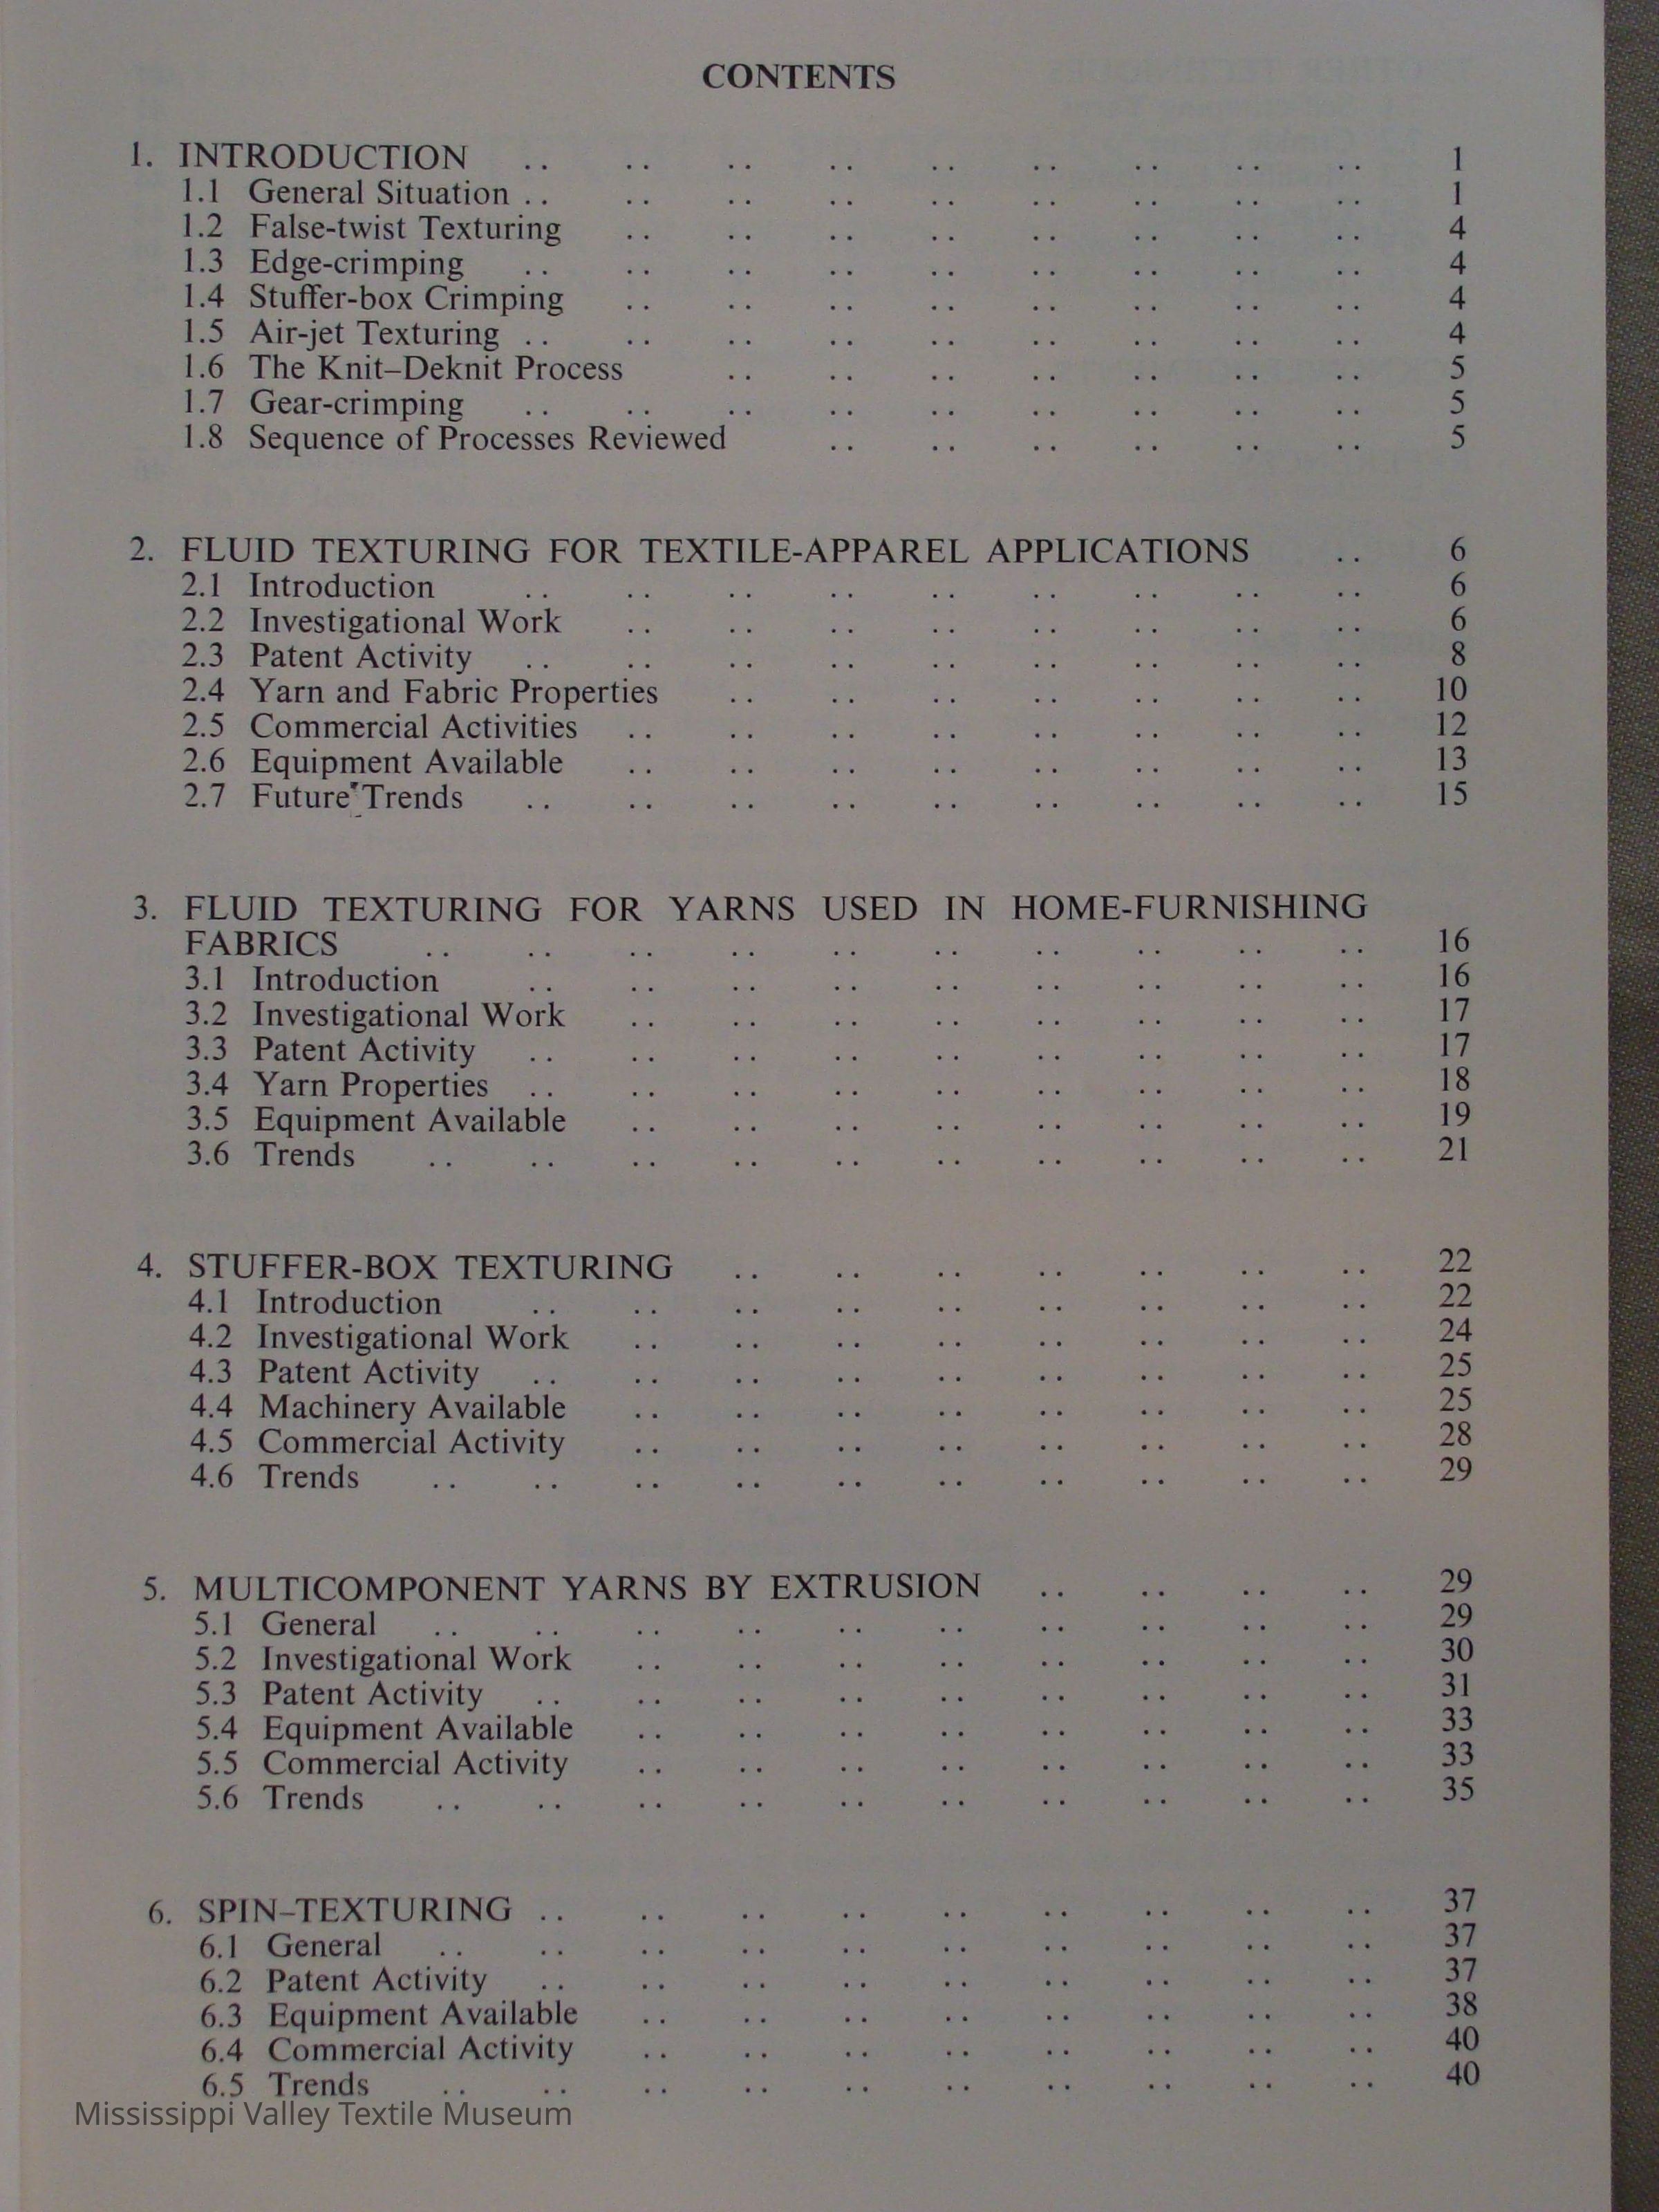 CONTENTS
1. INTRODUCTION .. .. .. .. .. .. .. .. .. 1
1.1 General Situation .. .. .. .. .. .. .. .. .. 1
1.2 False-twist Texturing .. .. .. .. .. .. .. .. 4
1.3 Edge-crimping .. .. .. .. .. .. .. .. .. 4
1.4 Stuffer-box Crimping .. .. .. .. .. .. .. .. 4
1.5 Air-jet Texturing .. .. .. .. .. .. .. .. .. 4
1.6 The Knit–Deknit Process .. .. .. .. .. .. .. 5
1.7 Gear-crimping .. .. .. .. .. .. .. .. .. 5
1.8 Sequence of Processes Reviewed .. .. .. .. .. .. 5
2. FLUID TEXTURING FOR TEXTILE-APPAREL APPLICATIONS .. 6
2.1 Introduction .. .. .. .. .. .. .. .. .. 6
2.2 Investigational Work .. .. .. .. .. .. .. .. 6
2.3 Patent Activity .. .. .. .. .. .. .. .. .. 8
2.4 Yarn and Fabric Properties .. .. .. .. .. .. .. 10
2.5 Commercial Activities .. .. .. .. .. .. .. .. 12
2.6 Equipment Available .. .. .. .. .. .. .. .. 13
2.7 Future Trends .. .. .. .. .. .. .. .. .. 15
3. FLUID TEXTURING FOR YARNS USED IN HOME-FURNISHING
FABRICS .. .. .. .. .. .. .. .. .. .. 16
3.1 Introduction .. .. .. .. .. .. .. .. .. 16
3.2 Investigational Work .. .. .. .. .. .. .. .. 17
3.3 Patent Activity .. .. .. .. .. .. .. .. .. 17
3.4 Yarn Properties .. .. .. .. .. .. .. .. .. 18
3.5 Equipment Available .. .. .. .. .. .. .. .. 19
3.6 Trends .. .. .. .. .. .. .. .. .. .. 21
4. STUFFER-BOX TEXTURING .. .. .. .. .. .. .. 22
4.1 Introduction .. .. .. .. .. .. .. .. .. 22
4.2 Investigational Work .. .. .. .. .. .. .. .. 24
4.3 Patent Activity .. .. .. .. .. .. .. .. .. 25
4.4 Machinery Available .. .. .. .. .. .. .. .. 25
4.5 Commercial Activity .. .. .. .. .. .. .. .. 28
4.6 Trends .. .. .. .. .. .. .. .. .. .. 29
5. MULTICOMPONENT YARNS BY EXTRUSION .. .. .. .. 29
5.1 General .. .. .. .. .. .. .. .. .. .. 29
5.2 Investigational Work .. .. .. .. .. .. .. .. 30
5.3 Patent Activity .. .. .. .. .. .. .. .. .. 31
5.4 Equipment Available .. .. .. .. .. .. .. .. 33
5.5 Commercial Activity .. .. .. .. .. .. .. .. 33
5.6 Trends .. .. .. .. .. .. .. .. .. .. 35
6. SPIN–TEXTURING .. .. .. .. .. .. .. .. .. 37
6.1 General .. .. .. .. .. .. .. .. .. .. 37
6.2 Patent Activity .. .. .. .. .. .. .. .. .. 37
6.3 Equipment Available .. .. .. .. .. .. .. .. 38
6.4 Commercial Activity .. .. .. .. .. .. .. .. 40
6.5 Trends .. .. .. .. .. .. .. .. .. .. 40
Mississippi Valley Textile Museum